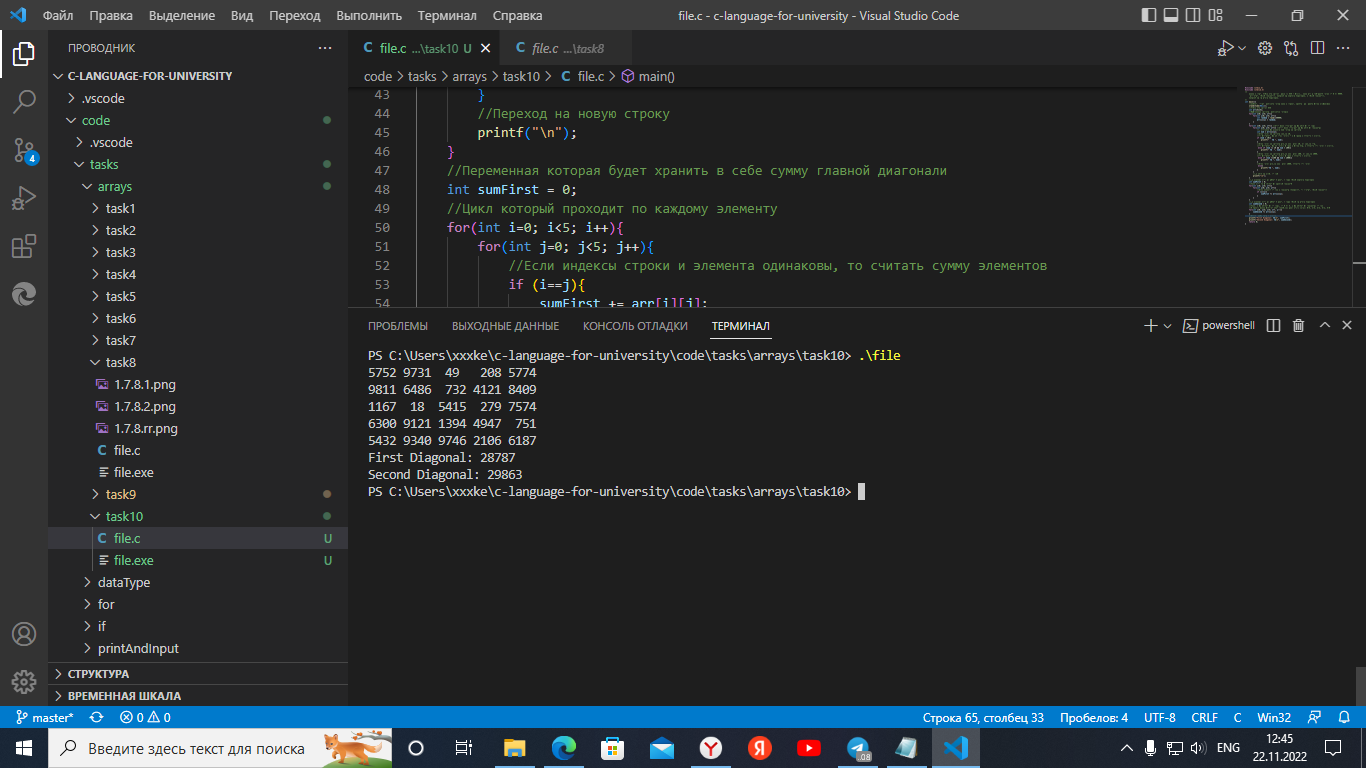 Файл Правка Выделение Вид Переход Выполнить Терминал Справка
file.c - c-language-for-university - Visual Studio Code
ПРОВОДНИК
C-LANGUAGE-FOR-UNIVERSITY
.vscode
code
.vscode
tasks
arrays
task1
task2
task3
task4
task5
task6
task7
task8
1.7.8.1.png
1.7.8.2.png
1.7.8.rr.png
file.c
file.exe
task9
task10
file.c U
file.exe U
dataType
for
if
printAndInput
СТРУКТУРА
ВРЕМЕННАЯ ШКАЛА
4
file.c ...\task10 U
file.c ...\task8
code > tasks > arrays > task10 > C file.c > main()
43 }
44 //Переход на новую строку
45 printf("\n");
46 }
47 //Переменная которая будет хранить в себе сумму главной диагонали
48 int sumFirst = 0;
49 //Цикл который проходит по каждому элементу
50 for(int i=0; i<5; i++){
51 for(int j=0; j<5; j++){
52 //Если индексы строки и элемента одинаковы, то считать сумму элементов
53 if (i==j){
54 sumFirst += arr[i][j];
ПРОБЛЕМЫ ВЫХОДНЫЕ ДАННЫЕ КОНСОЛЬ ОТЛАДКИ ТЕРМИНАЛ
powershell
PS C:\Users\xxxke\c-language-for-university\code\tasks\arrays\task10> .\file
5752 9731 49 208 5774
9811 6486 732 4121 8409
1167 18 5415 279 7574
6300 9121 1394 4947 751
5432 9340 9746 2106 6187
First Diagonal: 28787
Second Diagonal: 29863
PS C:\Users\xxxke\c-language-for-university\code\tasks\arrays\task10>
master* 0 0
Строка 65, столбец 33 Пробелов: 4 UTF-8 CRLF C Win32
Введите здесь текст для поиска
.08
ENG
12:45
22.11.2022